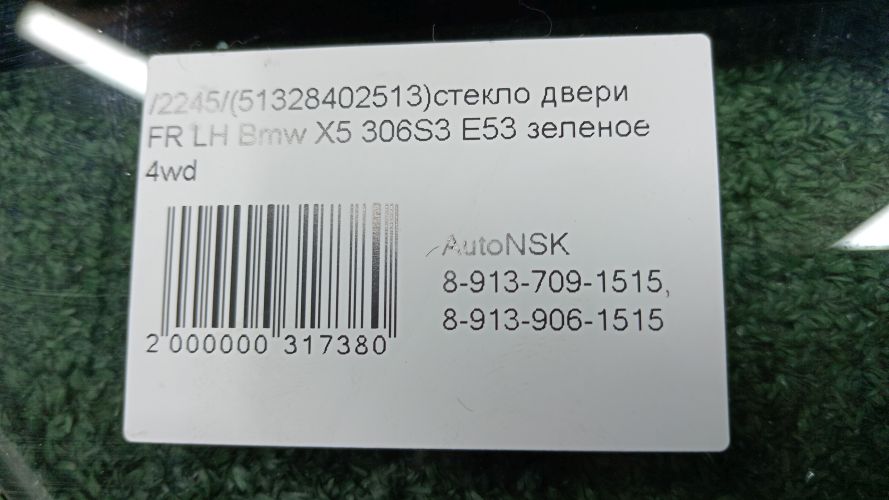 /2245/(51328402513)стекло двери
FR LH Bmw X5 306S3 E53 зеленое
4wd
AutoNSK
8-913-709-1515,
8-913-906-1515
2 000000 317380